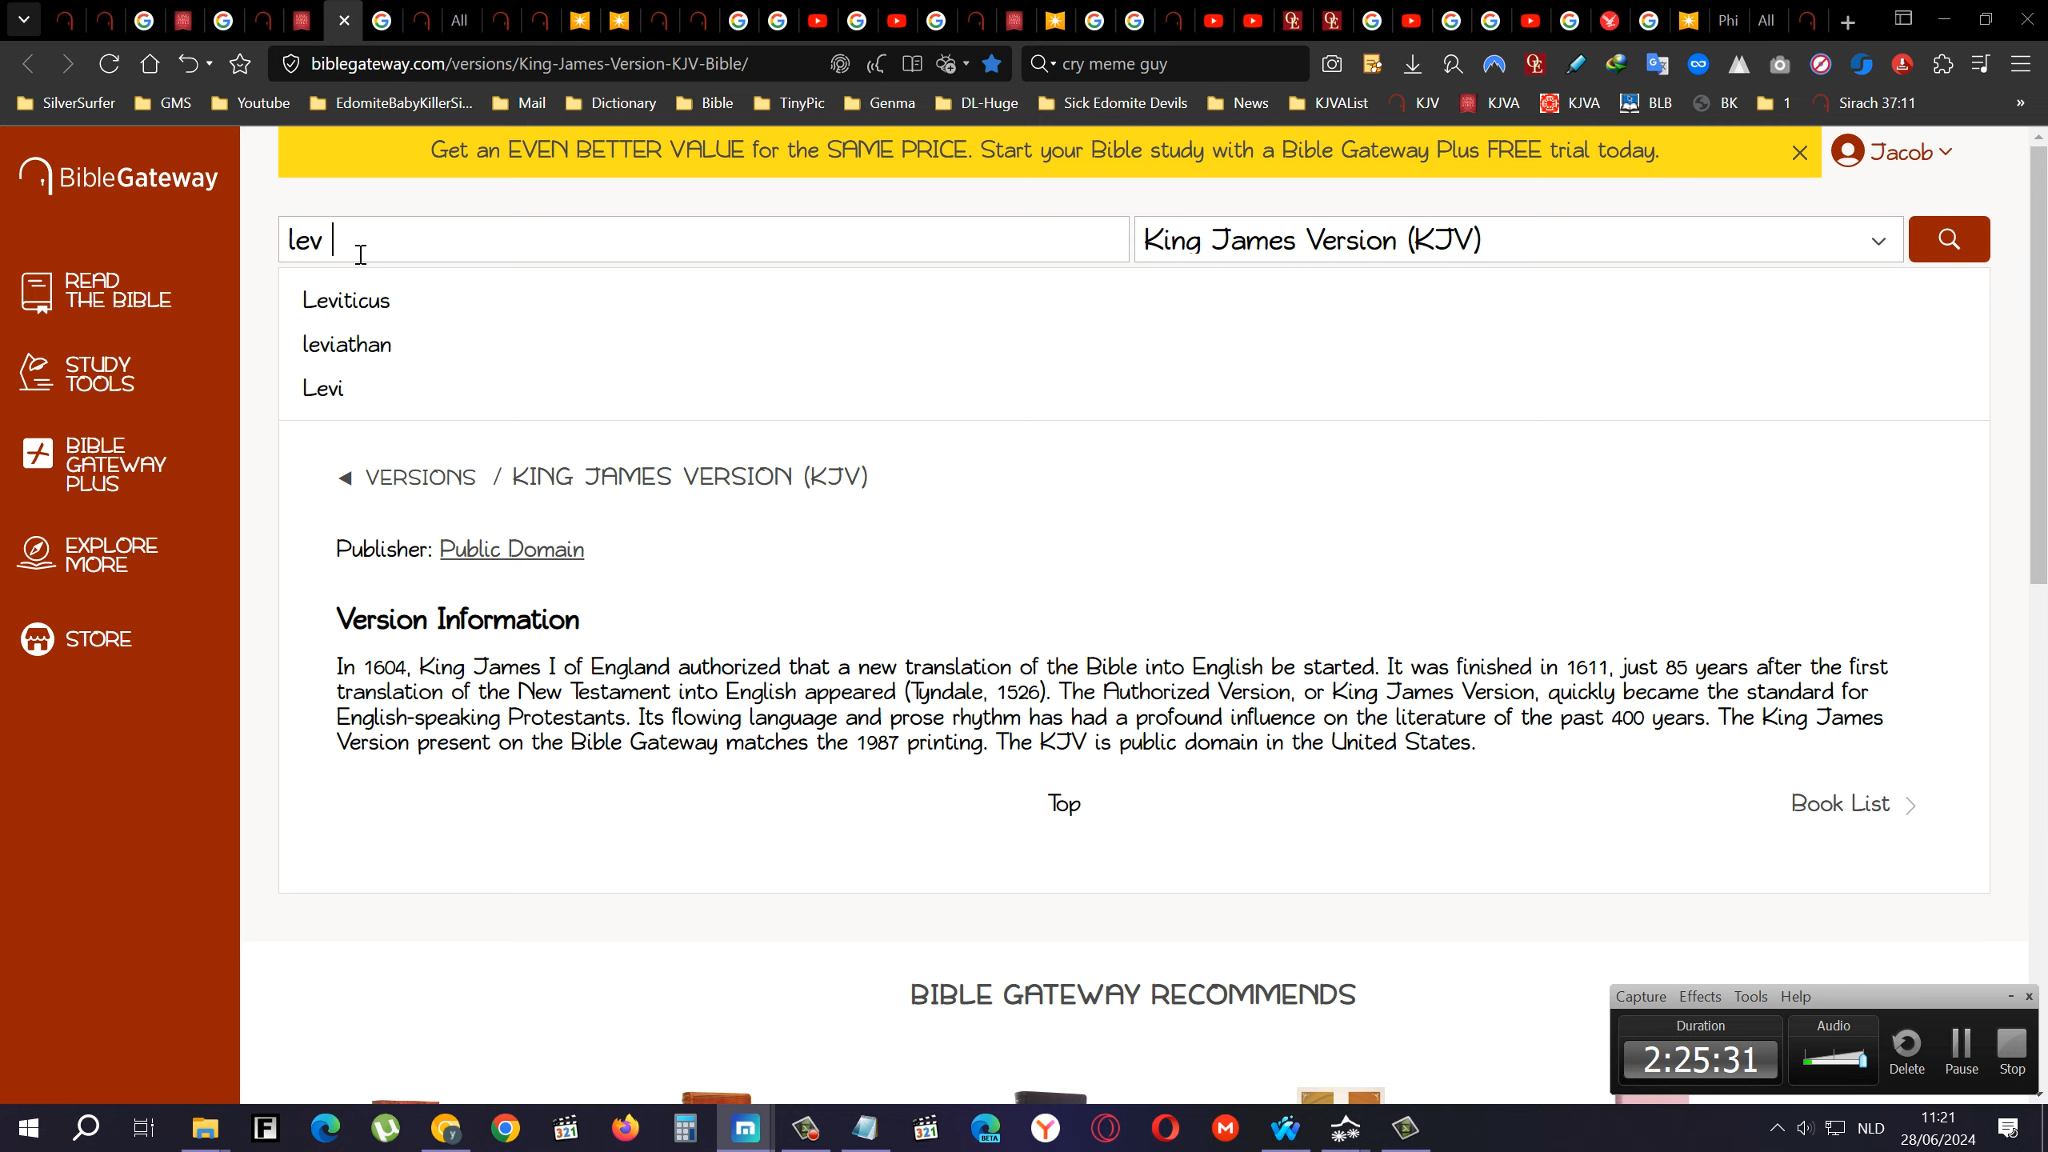 All
Phi
All
biblegateway.com/versions/King-James-Version-KJV-Bible/
cry meme guy
SilverSurfer
GMS
Youtube
EdomiteBabyKillerSi...
Mail
Dictionary
Bible
TinyPic
Genma
DL-Huge
Sick Edomite Devils
News
KJVAList
KJV
KJVA
KJVA
BLB
BK
1
Sirach 37:11
»
BibleGateway
Get an EVEN BETTER VALUE for the SAME PRICE. Start your Bible study with a Bible Gateway Plus FREE trial today.
Jacob
lev
King James Version (KJV)
READ
THE BIBLE
STUDY
TOOLS
BIBLE
GATEWAY
PLUS
EXPLORE
MORE
STORE
Leviticus
leviathan
Levi
VERSIONS / KING JAMES VERSION (KJV)
Publisher: Public Domain
Version Information
In 1604, King James I of England authorized that a new translation of the Bible into English be started. It was finished in 1611, just 85 years after the first
translation of the New Testament into English appeared (Tyndale, 1526). The Authorized Version, or King James Version, quickly became the standard for
English-speaking Protestants. Its flowing language and prose rhythm has had a profound influence on the literature of the past 400 years. The King James
Version present on the Bible Gateway matches the 1987 printing. The KJV is public domain in the United States.
Top
Book List
BIBLE GATEWAY RECOMMENDS
Capture Effects Tools Help
Duration
Audio
2:25:31
Delete
Pause
Stop
NLD
11:21
28/06/2024